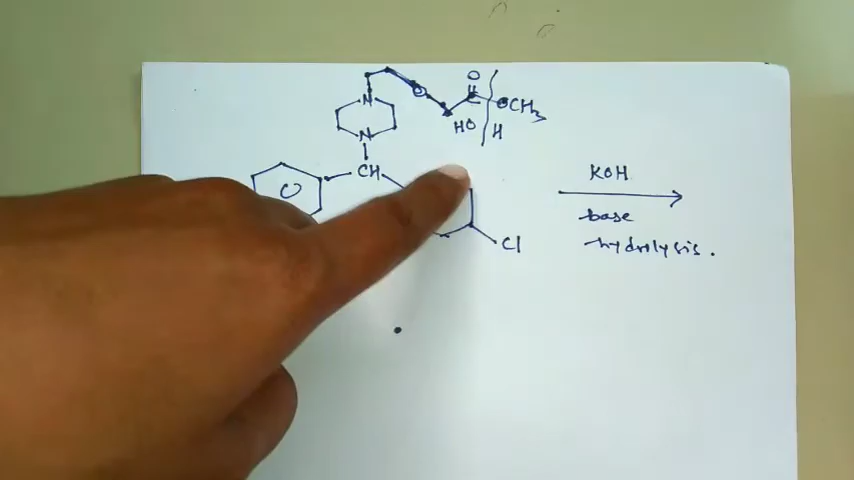 O
N
O
C
OCH3
HO H
N
CH
KOH
base
Cl
hydrolysis.